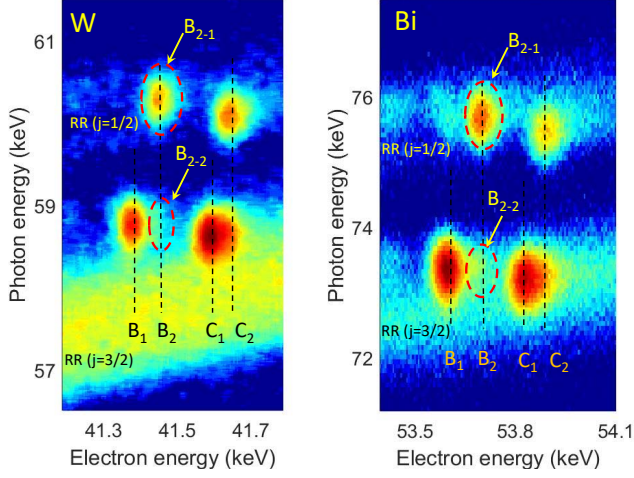 W
61
59
57
Photon energy (keV)
B2-1
RR (j=1/2)
B2-2
B1 B2 C1 C2
RR (j=3/2)
41.3 41.5 41.7
Electron energy (keV)
Bi
76
74
72
Photon energy (keV)
B2-1
RR (j=1/2)
B2-2
RR (j=3/2)
B1 B2 C1 C2
53.5 53.8 54.1
Electron energy (keV)